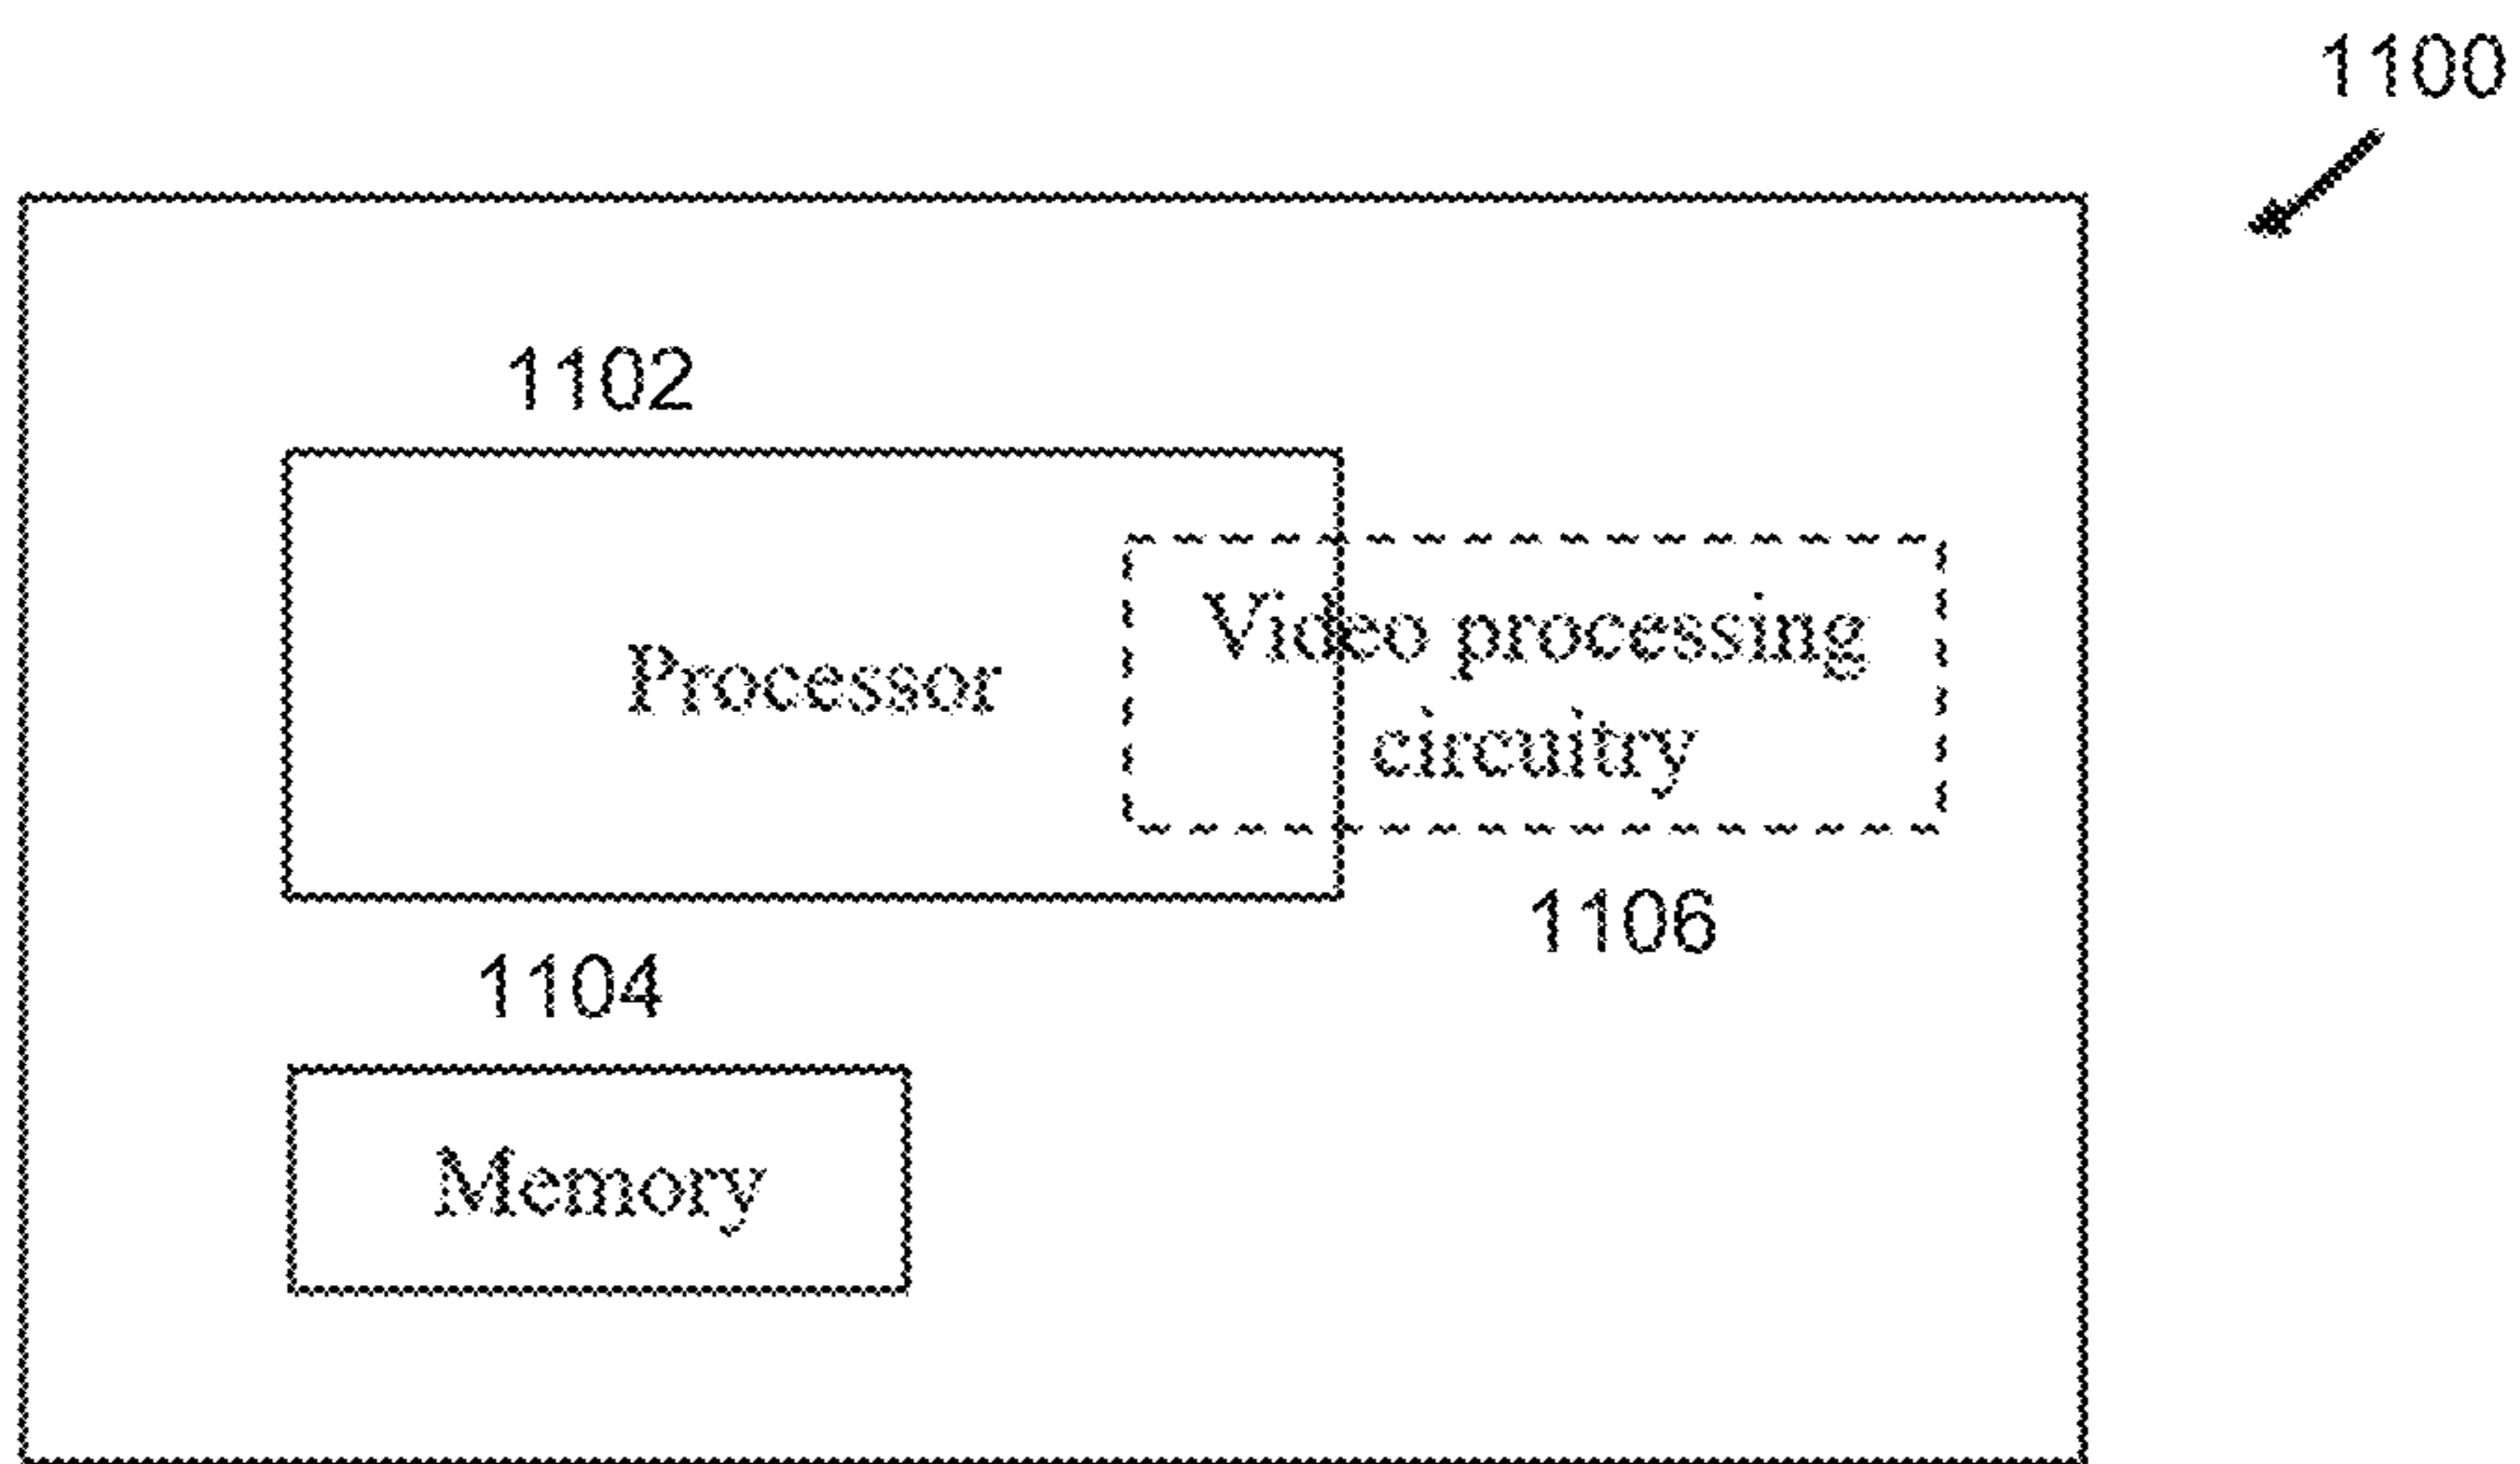 1100
1102
Processor
Video processing
circuitry
1106
1104
Memory